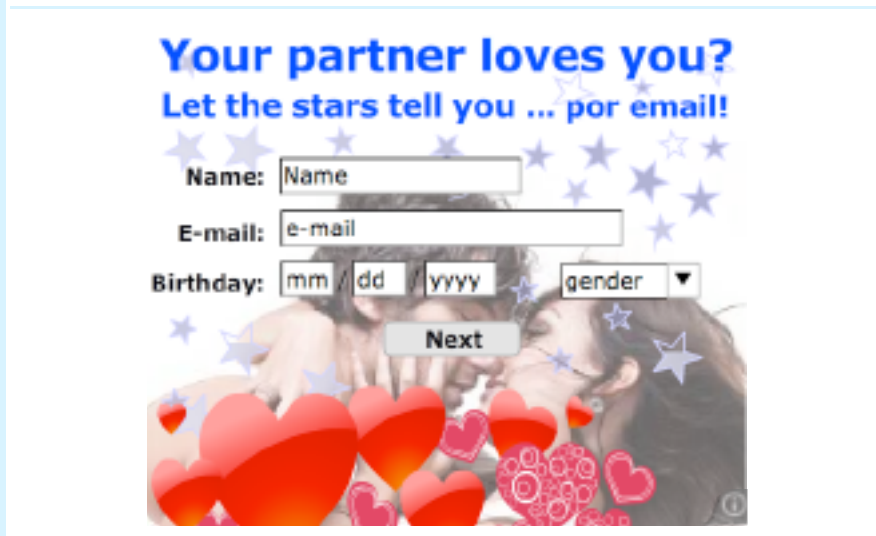 Your partner loves you?
Let the stars tell you ... por email!
Name: Name
E-mail: e-mail
Birthday: mm / dd / yyyy gender
Next